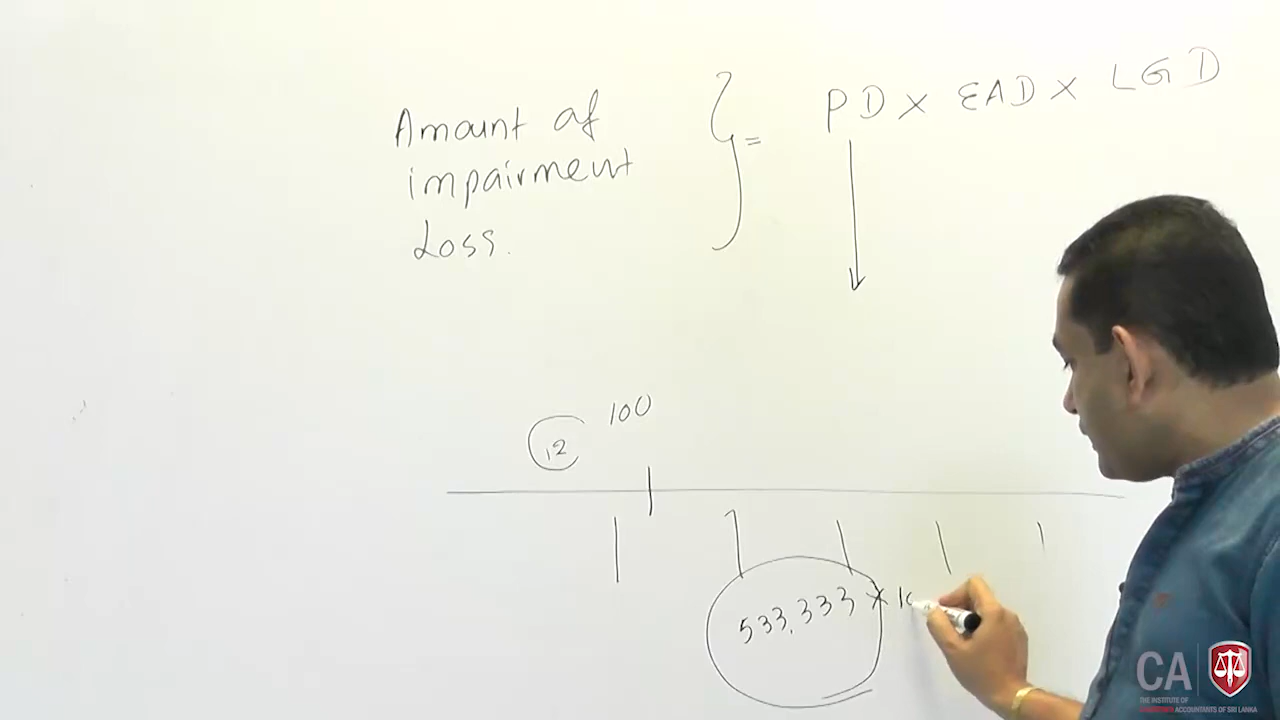 Amount of
impairment
Loss.
} = PD × EAD × LGD
12
100
533,333 × 10
CA
THE INSTITUTE OF
CHARTERED ACCOUNTANTS OF SRI LANKA